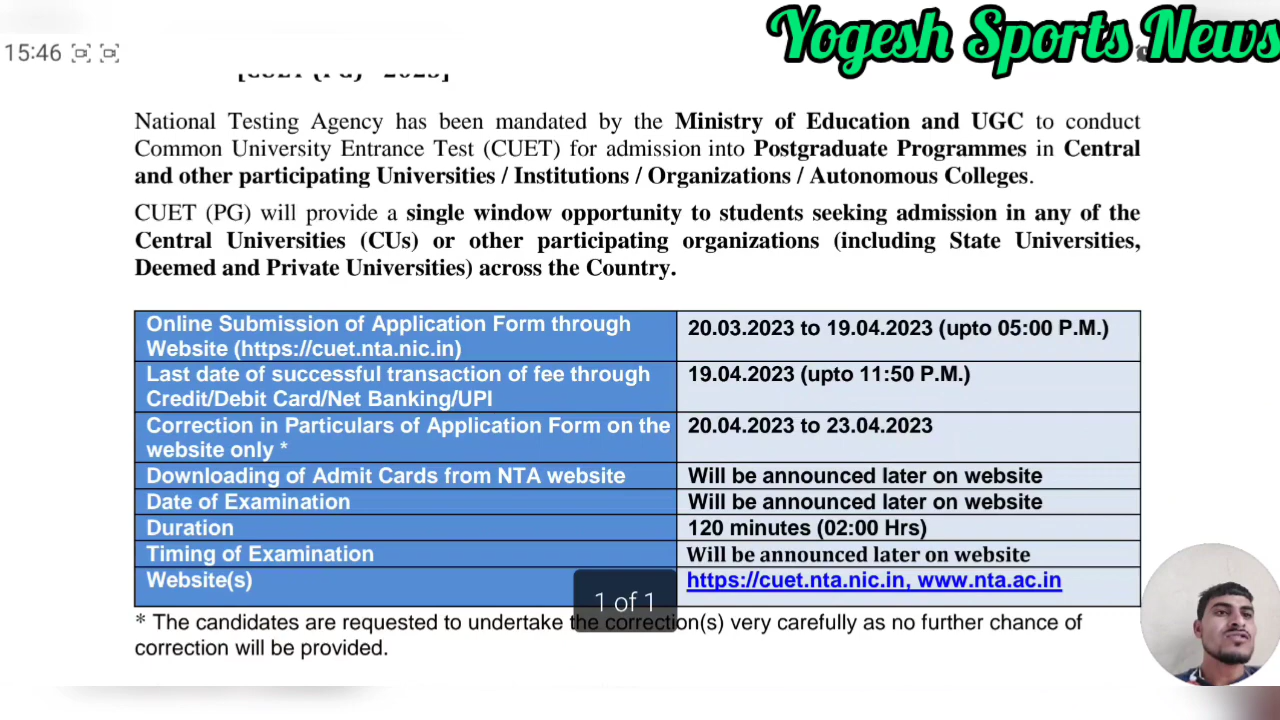 Yogesh Sports News
15:46
[CUET (PG) - 2023]
National Testing Agency has been mandated by the Ministry of Education and UGC to conduct
Common University Entrance Test (CUET) for admission into Postgraduate Programmes in Central
and other participating Universities / Institutions / Organizations / Autonomous Colleges.
CUET (PG) will provide a single window opportunity to students seeking admission in any of the
Central Universities (CUs) or other participating organizations (including State Universities,
Deemed and Private Universities) across the Country.
Online Submission of Application Form through
Website (https://cuet.nta.nic.in)
20.03.2023 to 19.04.2023 (upto 05:00 P.M.)
Last date of successful transaction of fee through
Credit/Debit Card/Net Banking/UPI
19.04.2023 (upto 11:50 P.M.)
Correction in Particulars of Application Form on the
website only *
20.04.2023 to 23.04.2023
Downloading of Admit Cards from NTA website
Will be announced later on website
Date of Examination
Will be announced later on website
Duration
120 minutes (02:00 Hrs)
Timing of Examination
Will be announced later on website
Website(s)
https://cuet.nta.nic.in, www.nta.ac.in
1 of 1
* The candidates are requested to undertake the correction(s) very carefully as no further chance of
correction will be provided.